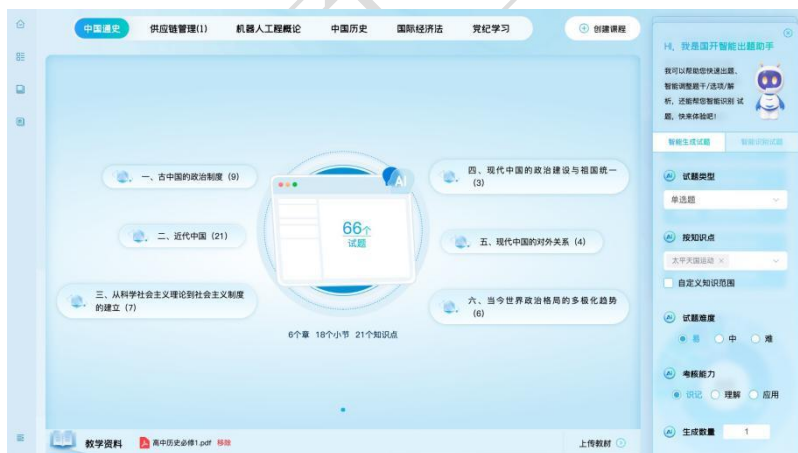 中国通史
供应链管理(1)
机器人工程概论
中国历史
国际经济法
党纪学习
创建课程
一、古中国的政治制度 (9)
二、近代中国 (21)
三、从科学社会主义理论到社会主义制度
的建立 (7)
AI
66个
试题
四、现代中国的政治建设与祖国统一
(3)
五、现代中国的对外关系 (4)
六、当今世界政治格局的多极化趋势
(6)
6个章 18个小节 21个知识点
教学资料
高中历史必修1.pdf 移除
上传教材
Hi, 我是国开智能出题助手
我可以帮助您快速出题、
智能调整题干/选项/解
析，还能帮您智能识别 试
题，快来体验吧！
智能生成试题
智能识别试题
试题类型
单选题
按知识点
太平天国运动 ×
自定义知识范围
试题难度
易 中 难
考核能力
识记 理解 应用
生成数量 1